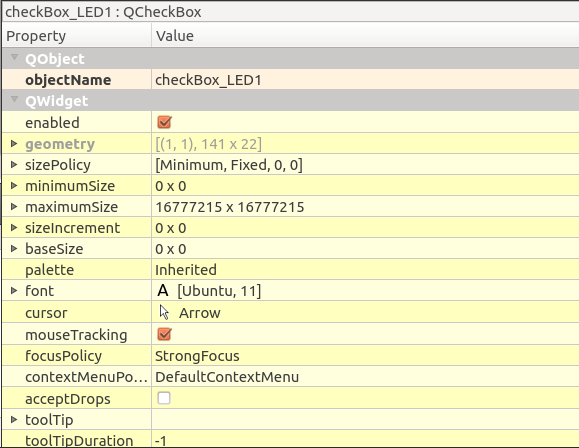 checkBox_LED1 : QCheckBox
Property Value
QObject
objectName checkBox_LED1
QWidget
enabled
geometry [(1, 1), 141 x 22]
sizePolicy [Minimum, Fixed, 0, 0]
minimumSize 0 x 0
maximumSize 16777215 x 16777215
sizeIncrement 0 x 0
baseSize 0 x 0
palette Inherited
font A [Ubuntu, 11]
cursor Arrow
mouseTracking
focusPolicy StrongFocus
contextMenuPo... DefaultContextMenu
acceptDrops
toolTip
toolTipDuration -1